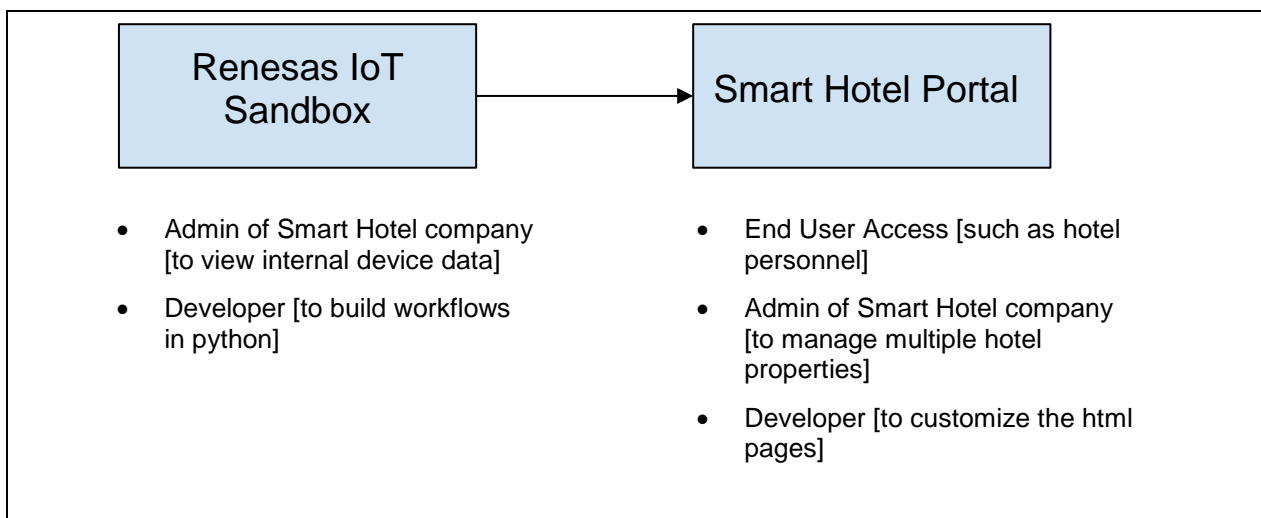 Renesas IoT
Sandbox
Smart Hotel Portal
• Admin of Smart Hotel company
[to view internal device data]
• Developer [to build workflows
in python]
• End User Access [such as hotel
personnel]
• Admin of Smart Hotel company
[to manage multiple hotel
properties]
• Developer [to customize the html
pages]